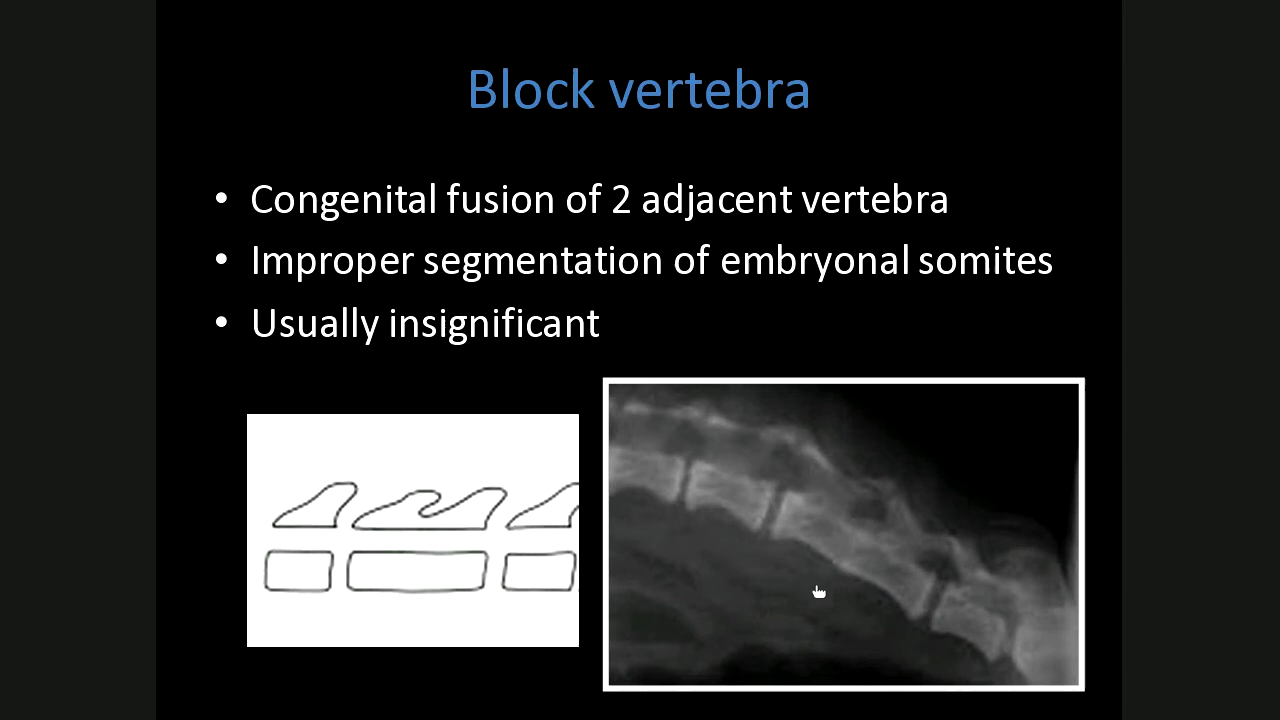 Block vertebra
• Congenital fusion of 2 adjacent vertebra
• Improper segmentation of embryonal somites
• Usually insignificant